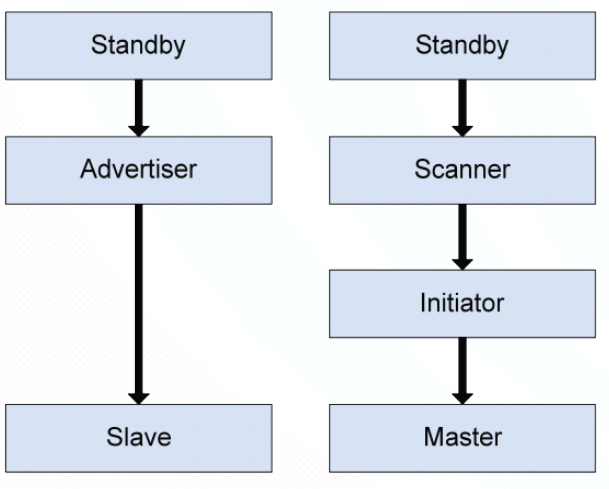 Standby
Advertiser
Slave
Standby
Scanner
Initiator
Master